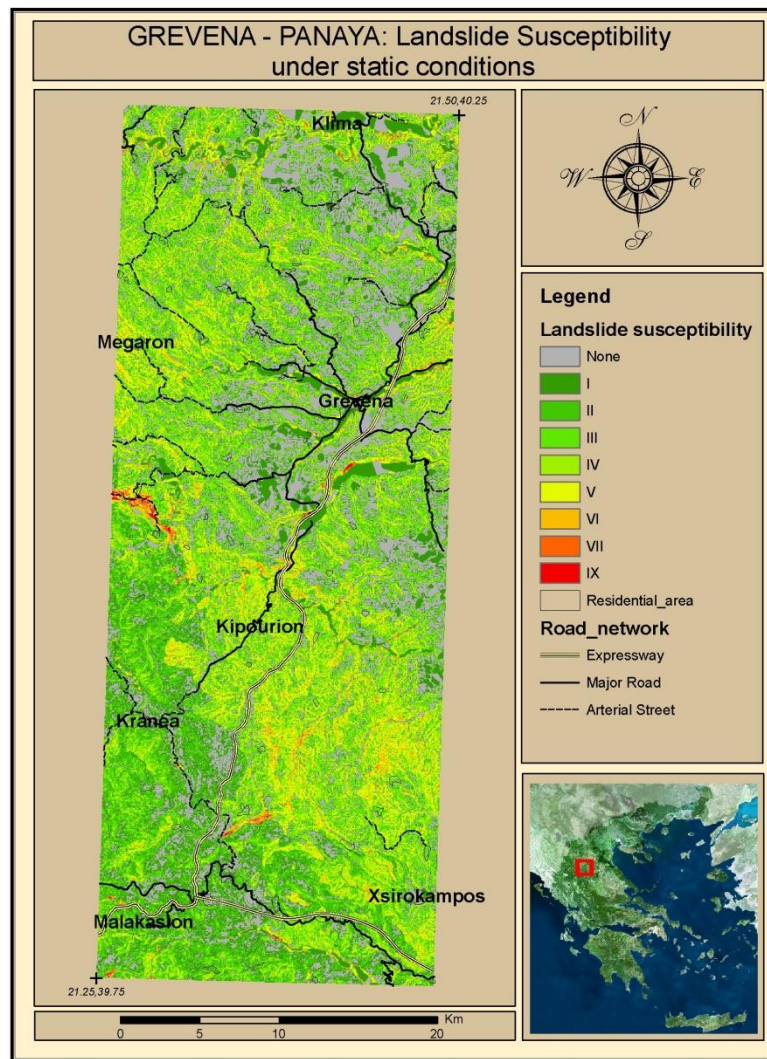 GREVENA - PANAYA: Landslide Susceptibility
under static conditions
21.50,40.25
Klima
Megaron
Grevena
Kipourion
Kranea
Xsirokampos
Malakasion
21.25,39.75
Km
0 5 10 20
N
W E
S
Legend
Landslide susceptibility
None
I
II
III
IV
V
VI
VII
IX
Residential_area
Road_network
Expressway
Major Road
Arterial Street